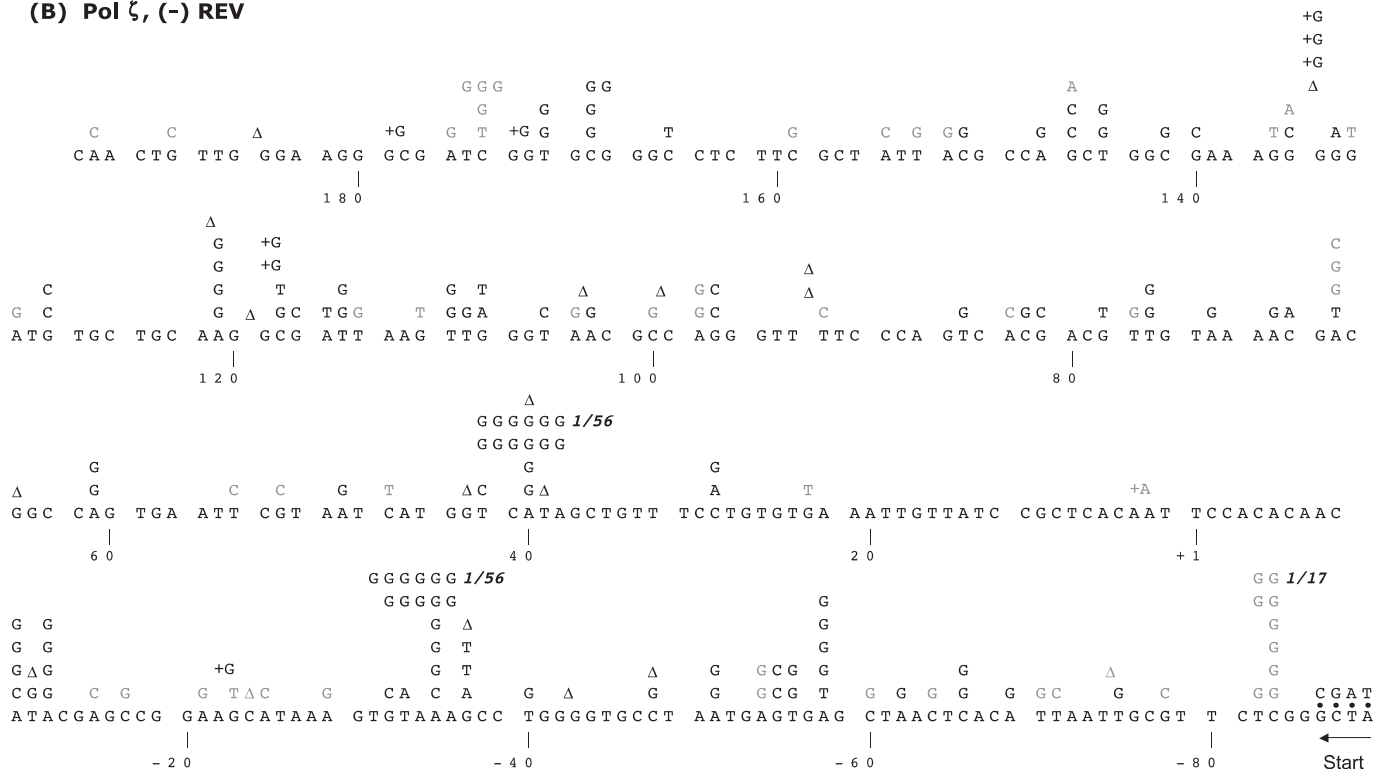 (B) Pol ζ, (-) REV
+G
+G
+G
G G G G G A Δ
G G G C G A
C C Δ +G G T +G G G T G C G G G G C G G C T C A T
CAA CTG TTG GGA AGG GCG ATC GGT GCG GGC CTC TTC GCT ATT ACG CCA GCT GGC GAA AGG GGG
180 160 140
Δ
G +G C
G +G Δ G
C G T G G T Δ Δ G C Δ G G
G C G Δ G C T G G T G G A C G G G G C C G C G C T G G G G A T
ATG TGC TGC AAG GCG ATT AAG TTG GGT AAC GCC AGG GTT TTC CCA GTC ACG ACG TTG TAA AAC GAC
120 100 80
Δ
GGGGGG 1/56
GGGGGG
G G G
Δ G C C G T Δ C G Δ A T +A
GGC CAG TGA ATT CGT AAT CAT GGT CATAGCTGTT TCCTGTGTGA AATTGTTATC CGCTCACAAT TCCACACAAC
60 40 20 +1
GGGGGG 1/56 GG 1/17
GGGGG G GG
G G G Δ G G
G G G T G G
G Δ G +G G T Δ G G C G G G Δ G
C G G C G G T Δ C G C A C A G Δ G G G C G T G G G G G G C G C G G C G A T
ATACGAGCCG GAAGCATAAA GTGTAAAGCC TGGGGTGCCT AATGAGTGAG CTAACTCACA TTAATTGCGT T CTCGGGCTA
-20 -40 -60 -80 Start